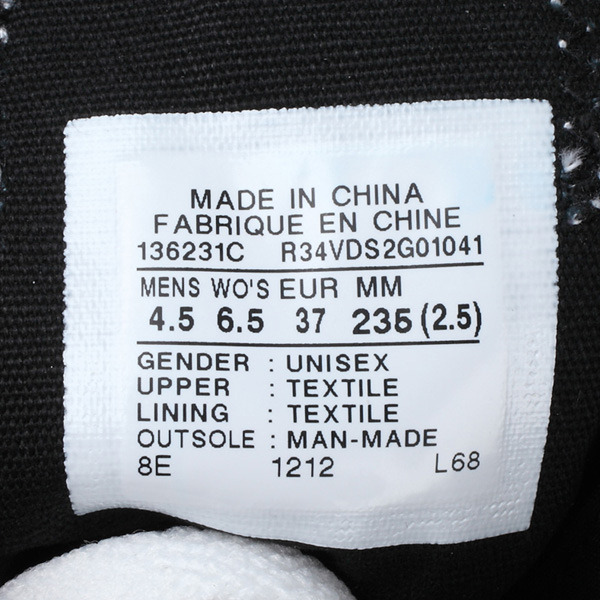 MADE IN CHINA
FABRIQUE EN CHINE
136231C R34VDS2G01041
MENS WO'S EUR MM
4.5 6.5 37 235 (2.5)
GENDER : UNISEX
UPPER : TEXTILE
LINING : TEXTILE
OUTSOLE : MAN-MADE
8E 1212 L68